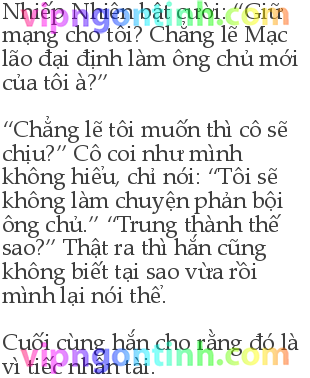 Nhiếp Nhiên bật cười: “Giữ
mạng cho tôi? Chẳng lẽ Mạc
lão đại định làm ông chủ mới
của tôi à?”
“Chẳng lẽ tôi muốn thì cô sẽ
chịu?” Cô coi như mình
không hiểu, chỉ nói: “Tôi sẽ
không làm chuyện phản bội
ông chủ.” “Trung thành thế
sao?” Thật ra thì hắn cũng
không biết tại sao vừa rồi
mình lại nói thế.
Cuối cùng hắn cho rằng đó là
vì tiếc nhân tài.
vipngontinh.com
vipngontinh.com